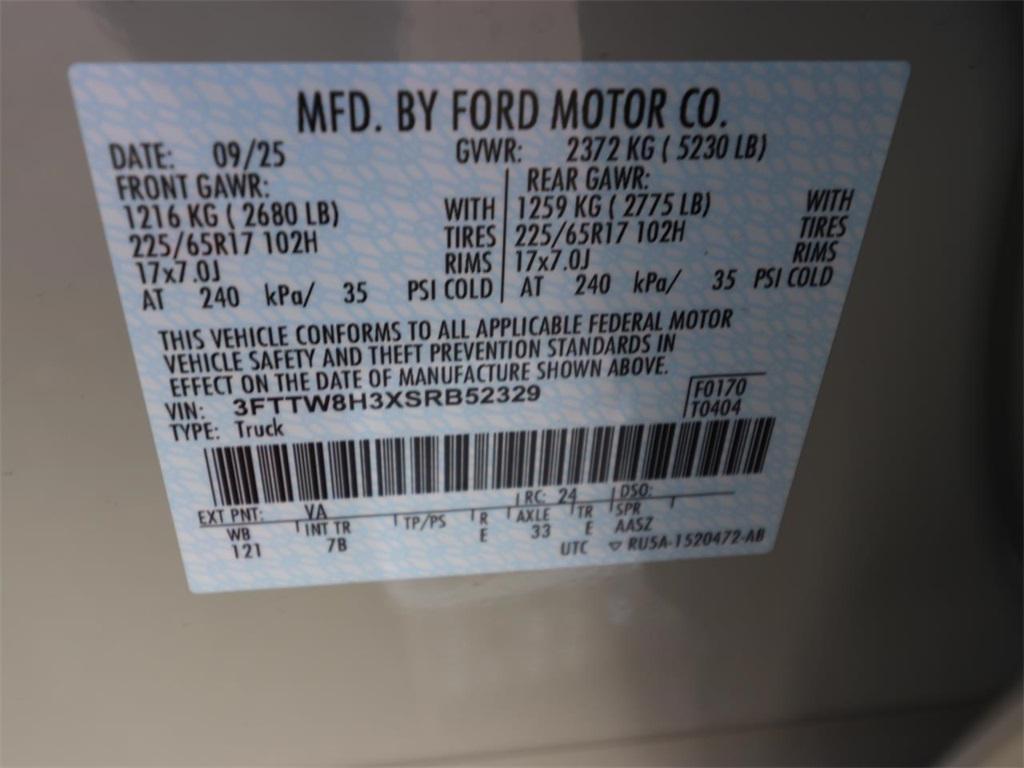 MFD. BY FORD MOTOR CO.
DATE: 09/25 GVWR: 2372 KG ( 5230 LB)
FRONT GAWR: REAR GAWR:
1216 KG ( 2680 LB) WITH 1259 KG ( 2775 LB) WITH
225/65R17 102H TIRES 225/65R17 102H TIRES
17x7.0J RIMS 17x7.0J RIMS
AT 240 kPa/ 35 PSI COLD AT 240 kPa/ 35 PSI COLD
THIS VEHICLE CONFORMS TO ALL APPLICABLE FEDERAL MOTOR
VEHICLE SAFETY AND THEFT PREVENTION STANDARDS IN
EFFECT ON THE DATE OF MANUFACTURE SHOWN ABOVE.
VIN: 3FTTW8H3XSRB52329 F0170
TYPE: Truck T0404
EXT PNT: VA RC: 24 DSO:
WB INT TR TP/PS R AXLE TR SPR
121 7B E 33 E AASZ
UTC RU5A-1520472-AB